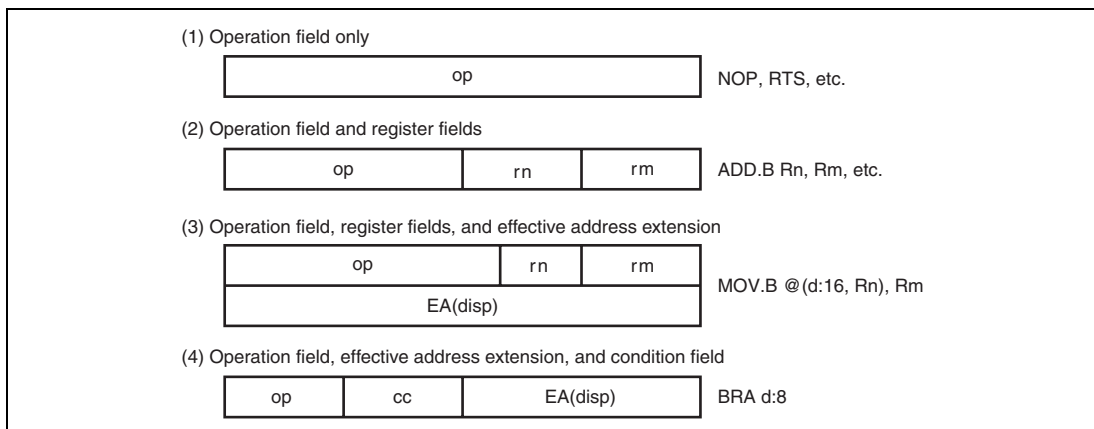 (1) Operation field only
op
NOP, RTS, etc.
(2) Operation field and register fields
op rn rm
ADD.B Rn, Rm, etc.
(3) Operation field, register fields, and effective address extension
op rn rm
MOV.B @(d:16, Rn), Rm
EA(disp)
(4) Operation field, effective address extension, and condition field
op cc EA(disp)
BRA d:8